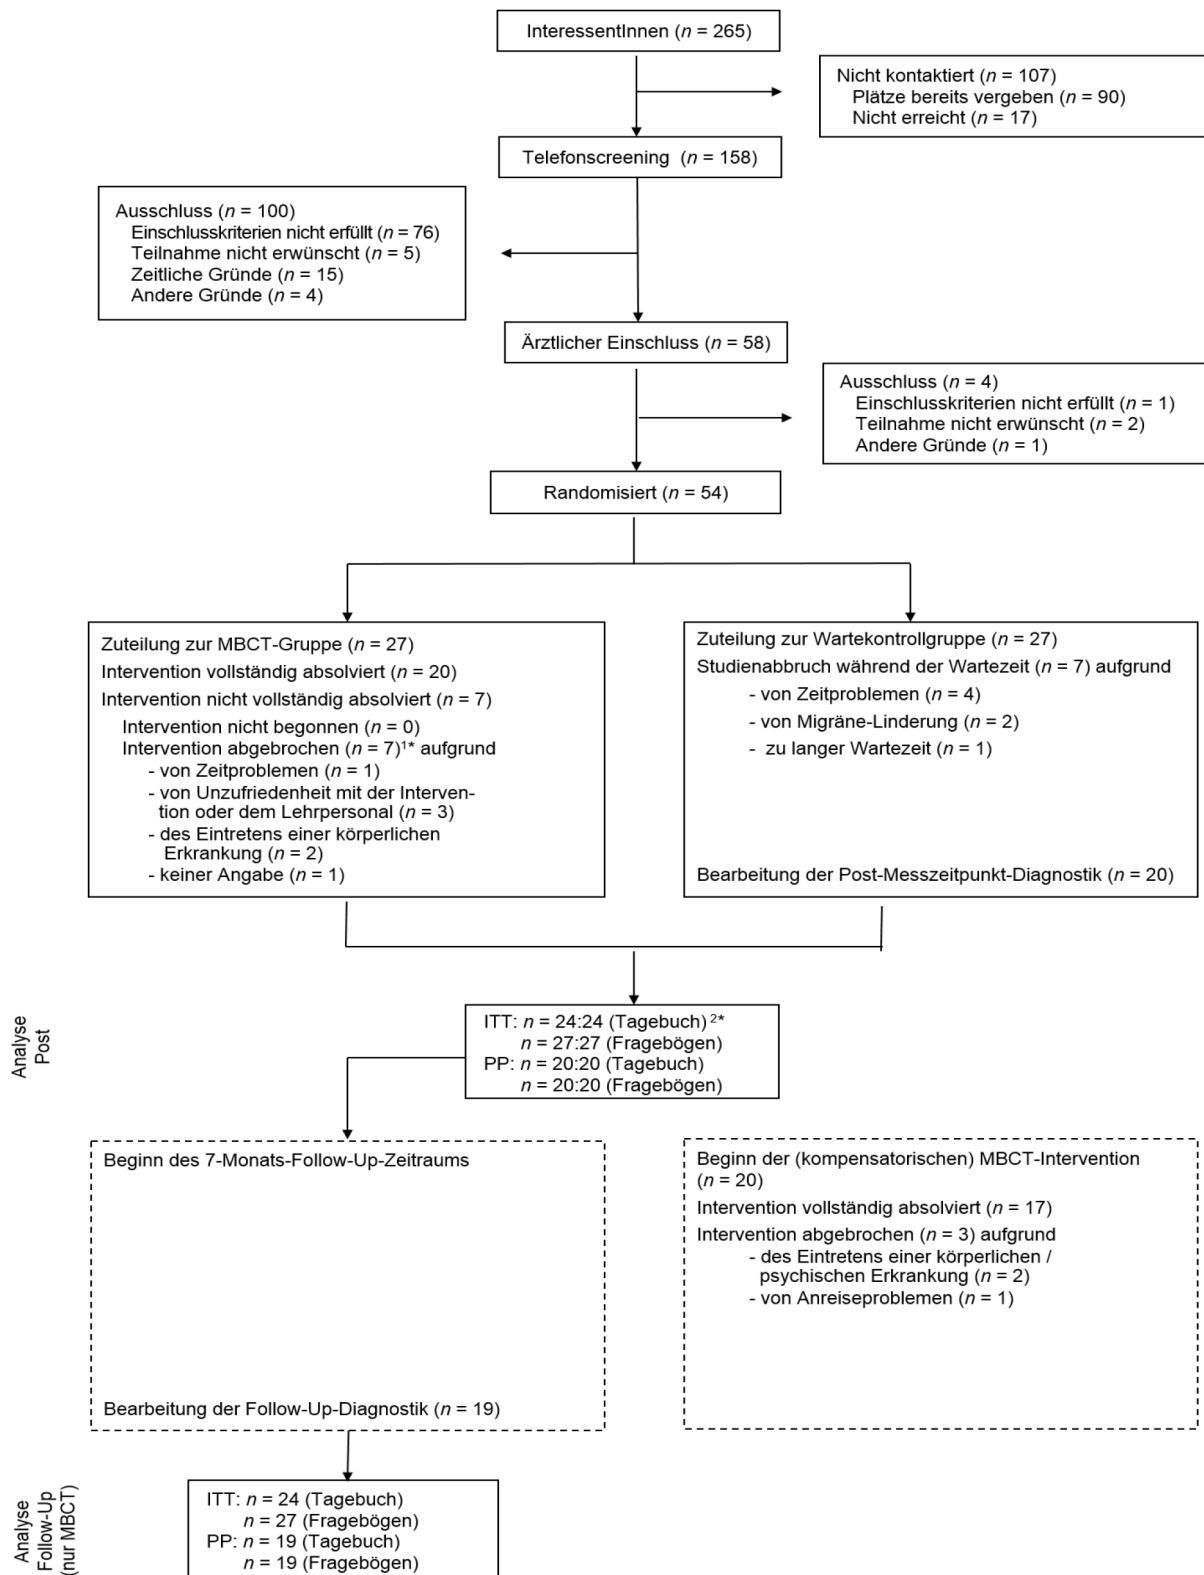 InteressentInnen (n = 265)
Nicht kontaktiert (n = 107)
Plätze bereits vergeben (n = 90)
Nicht erreicht (n = 17)
Telefonscreening (n = 158)
Ausschluss (n = 100)
Einschlusskriterien nicht erfüllt (n = 76)
Teilnahme nicht erwünscht (n = 5)
Zeitliche Gründe (n = 15)
Andere Gründe (n = 4)
Ärztlicher Einschluss (n = 58)
Ausschluss (n = 4)
Einschlusskriterien nicht erfüllt (n = 1)
Teilnahme nicht erwünscht (n = 2)
Andere Gründe (n = 1)
Randomisiert (n = 54)
Zuteilung zur MBCT-Gruppe (n = 27)
Intervention vollständig absolviert (n = 20)
Intervention nicht vollständig absolviert (n = 7)
Intervention nicht begonnen (n = 0)
Intervention abgebrochen (n = 7)¹* aufgrund
- von Zeitproblemen (n = 1)
- von Unzufriedenheit mit der Interven-
tion oder dem Lehrpersonal (n = 3)
- des Eintretens einer körperlichen
Erkrankung (n = 2)
- keiner Angabe (n = 1)
Zuteilung zur Wartekontrollgruppe (n = 27)
Studienabbruch während der Wartezeit (n = 7) aufgrund
- von Zeitproblemen (n = 4)
- von Migräne-Linderung (n = 2)
- zu langer Wartezeit (n = 1)
Bearbeitung der Post-Messzeitpunkt-Diagnostik (n = 20)
Analyse
Post
ITT: n = 24:24 (Tagebuch) ²*
n = 27:27 (Fragebögen)
PP: n = 20:20 (Tagebuch)
n = 20:20 (Fragebögen)
Beginn des 7-Monats-Follow-Up-Zeitraums
Bearbeitung der Follow-Up-Diagnostik (n = 19)
Beginn der (kompensatorischen) MBCT-Intervention
(n = 20)
Intervention vollständig absolviert (n = 17)
Intervention abgebrochen (n = 3) aufgrund
- des Eintretens einer körperlichen /
psychischen Erkrankung (n = 2)
- von Anreiseproblemen (n = 1)
Analyse
Follow-Up
(nur MBCT)
ITT: n = 24 (Tagebuch)
n = 27 (Fragebögen)
PP: n = 19 (Tagebuch)
n = 19 (Fragebögen)